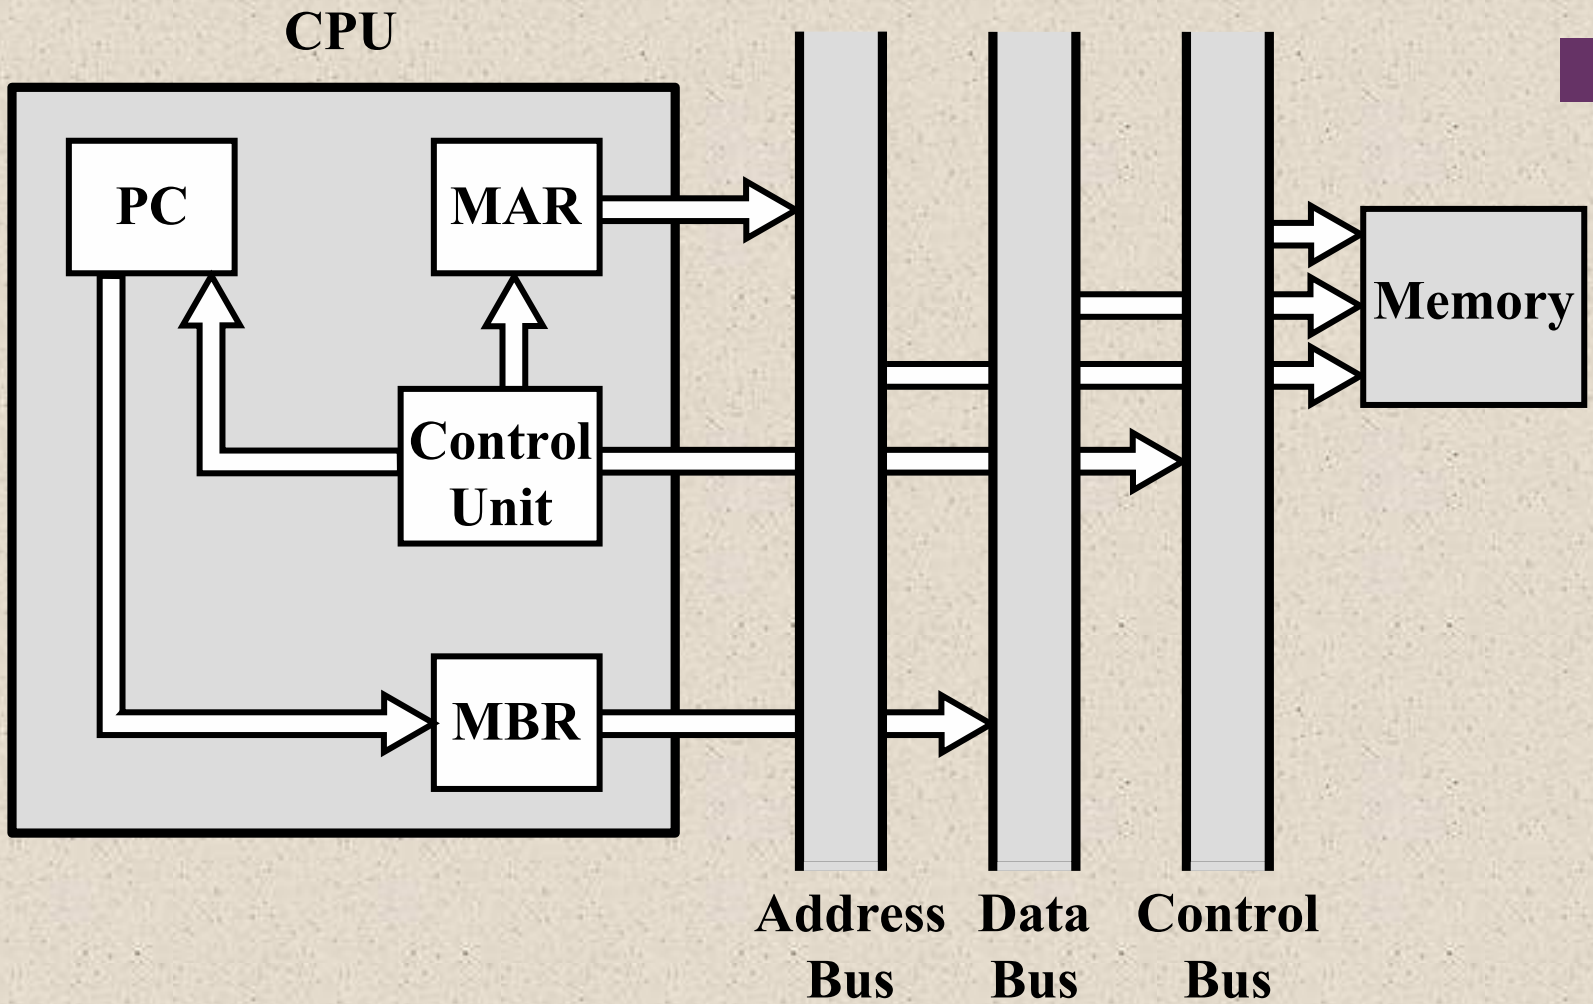 CPU
PC
MAR
Memory
Control
Unit
MBR
Address
Bus
Data
Bus
Control
Bus